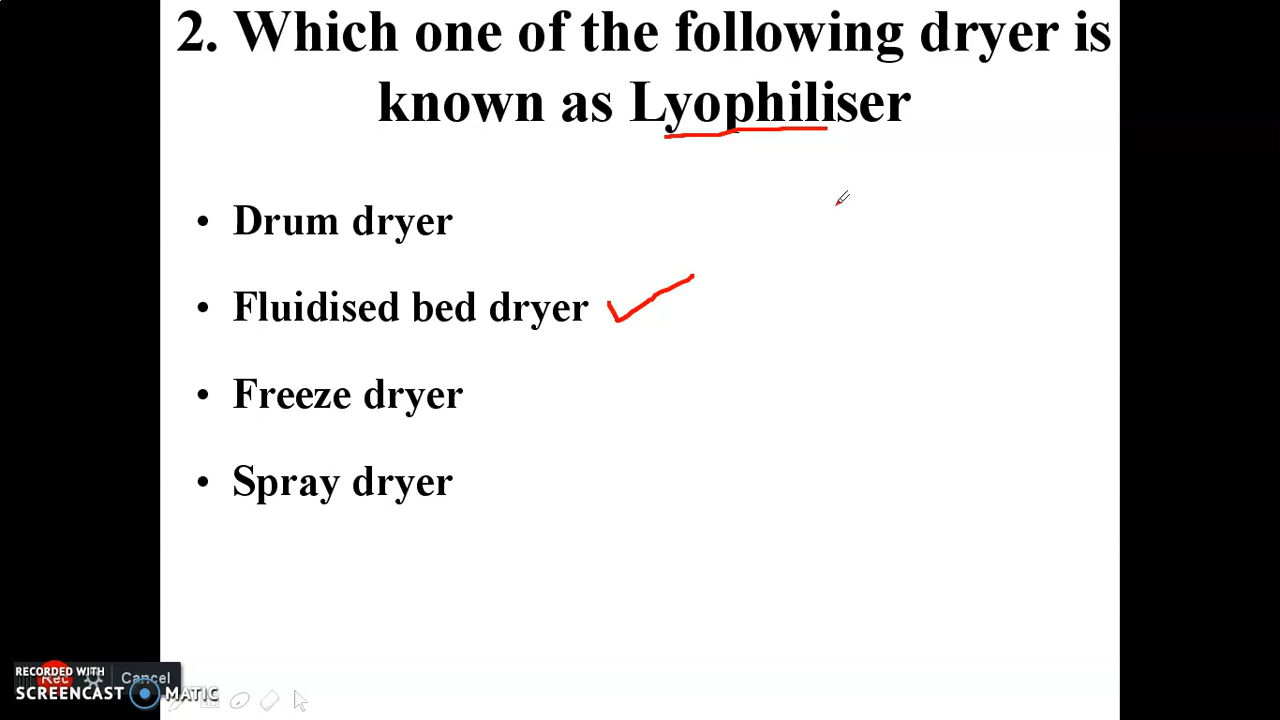 2. Which one of the following dryer is
known as Lyophiliser
• Drum dryer
• Fluidised bed dryer
• Freeze dryer
• Spray dryer
RECORDED WITH
Rec Cancel
SCREENCAST MATIC